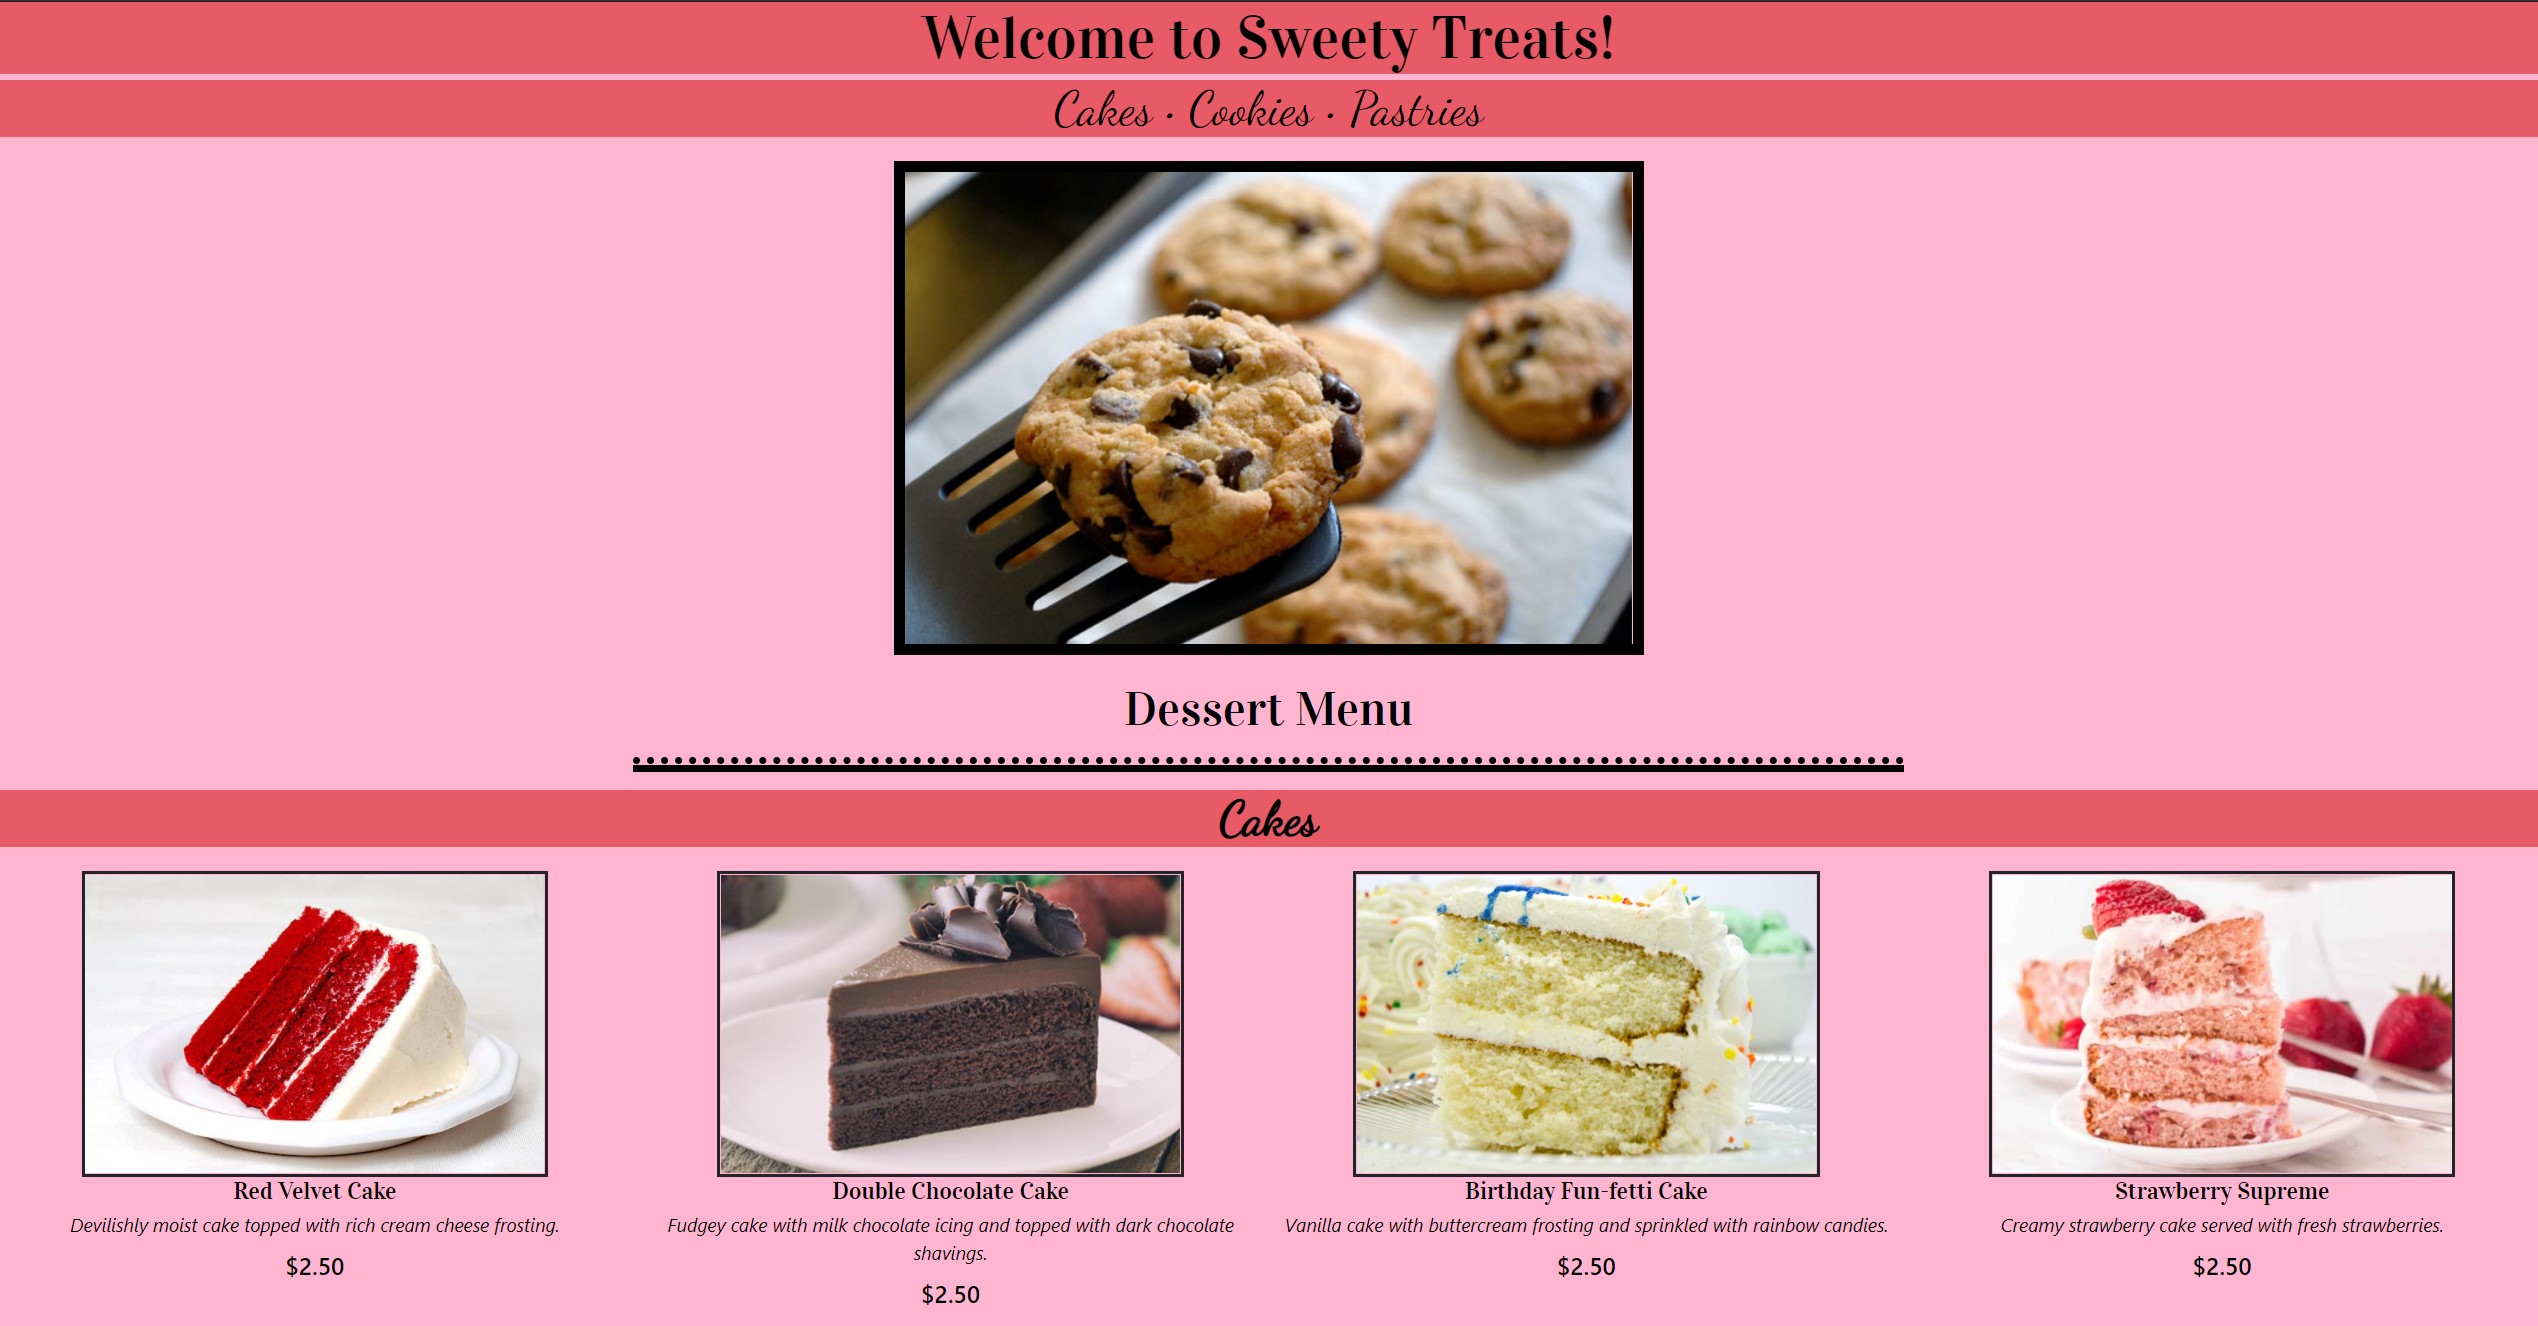 Welcome to Sweety Treats!
Cakes · Cookies · Pastries
Dessert Menu
Cakes
Red Velvet Cake
Devilishly moist cake topped with rich cream cheese frosting.
$2.50
Double Chocolate Cake
Fudgey cake with milk chocolate icing and topped with dark chocolate
shavings.
$2.50
Birthday Fun-fetti Cake
Vanilla cake with buttercream frosting and sprinkled with rainbow candies.
$2.50
Strawberry Supreme
Creamy strawberry cake served with fresh strawberries.
$2.50